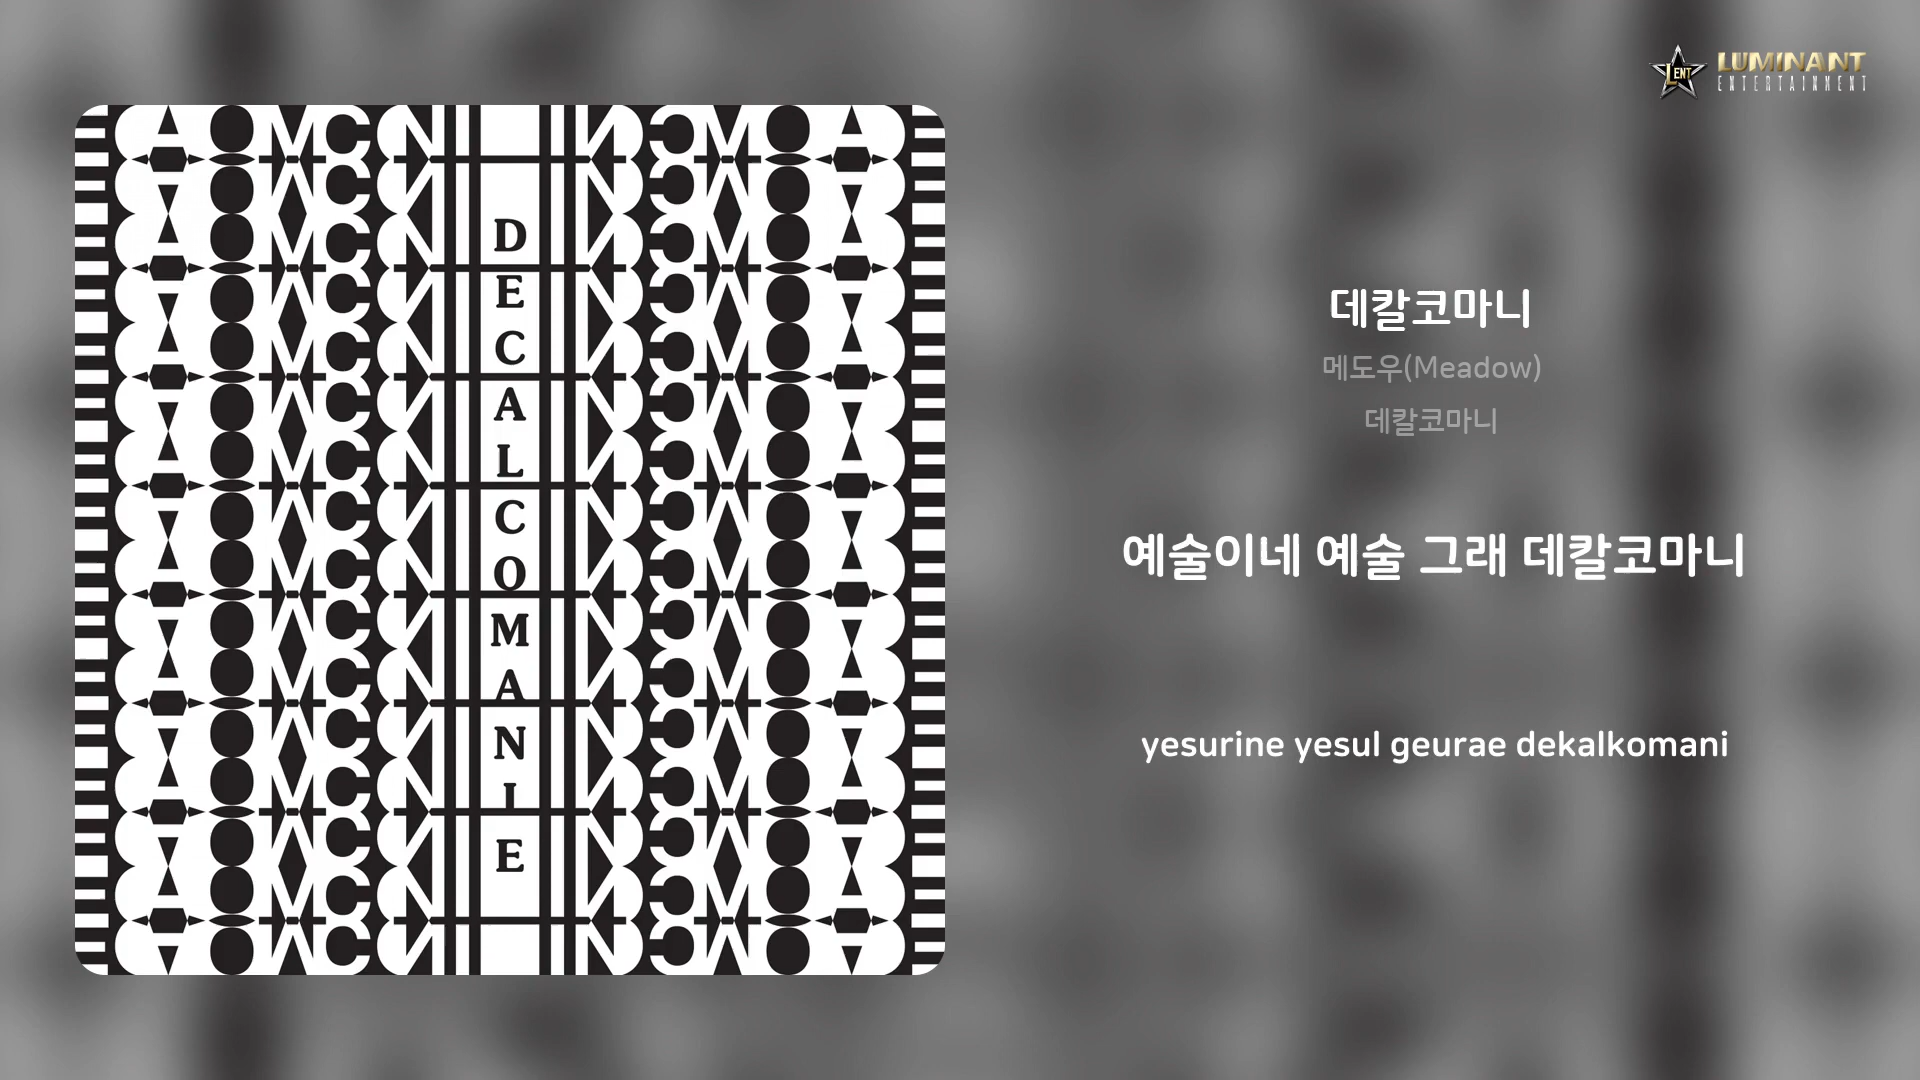 LENT
LUMINANT
ENTERTAINMENT
DECALCOMANIE
데칼코마니
메도우(Meadow)
데칼코마니
예술이네 예술 그래 데칼코마니
yesurine yesul geurae dekalkomani